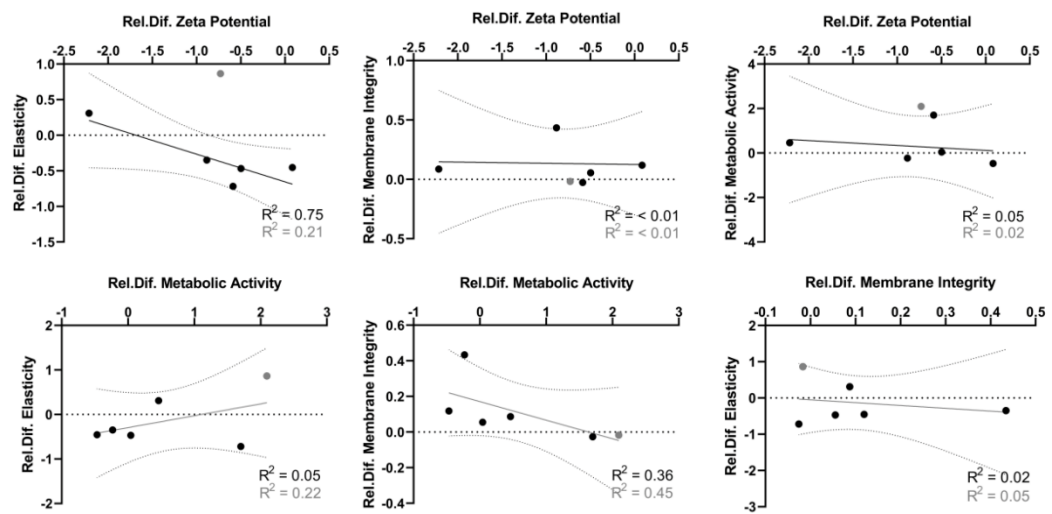 Rel.Dif. Zeta Potential
-2.5 -2.0 -1.5 -1.0 -0.5 0.0 0.5
1.0
0.5
0.0
-0.5
-1.0
-1.5
Rel.Dif. Elasticity
R² = 0.75
R² = 0.21
Rel.Dif. Zeta Potential
-2.5 -2.0 -1.5 -1.0 -0.5 0.0 0.5
1.0
0.5
0.0
-0.5
Rel.Dif. Membrane Integrity
R² = < 0.01
R² = < 0.01
Rel.Dif. Zeta Potential
-2.5 -2.0 -1.5 -1.0 -0.5 0.0 0.5
4
2
0
-2
-4
Rel.Dif. Metabolic Activity
R² = 0.05
R² = 0.02
Rel.Dif. Metabolic Activity
-1 0 1 2 3
2
1
0
-1
-2
Rel.Dif. Elasticity
R² = 0.05
R² = 0.22
Rel.Dif. Metabolic Activity
-1 0 1 2 3
0.6
0.4
0.2
0.0
-0.2
-0.4
Rel.Dif. Membrane Integrity
R² = 0.36
R² = 0.45
Rel.Dif. Membrane Integrity
-0.1 0.0 0.1 0.2 0.3 0.4 0.5
2
1
0
-1
-2
-3
Rel.Dif. Elasticity
R² = 0.02
R² = 0.05